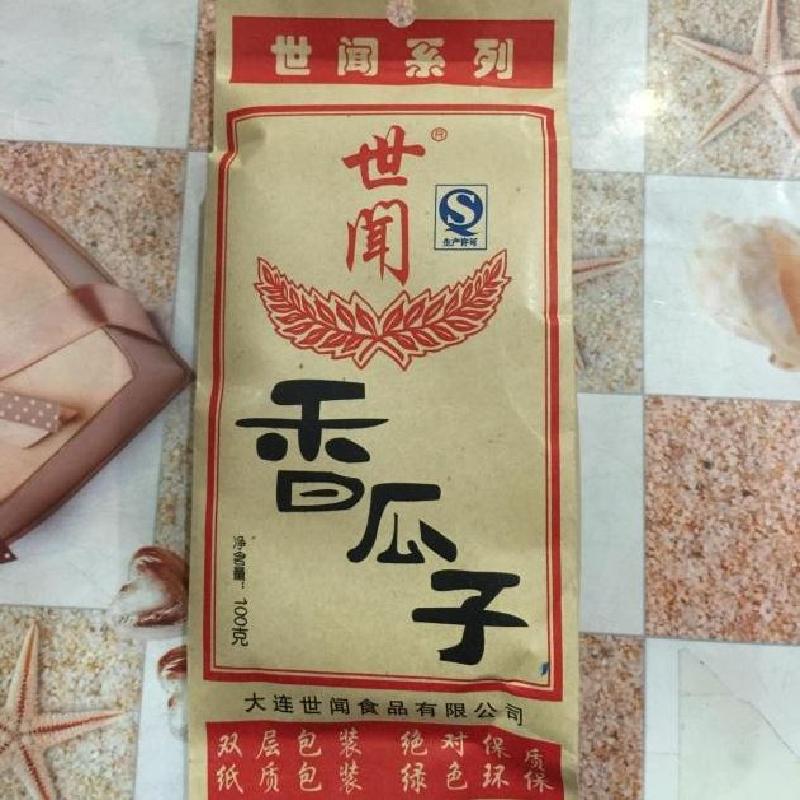 世闻系列
世闻®
QS
生产许可
香瓜子
净含量：100克
大连世闻食品有限公司
双层包装 绝对保质
纸质包装 绿色环保